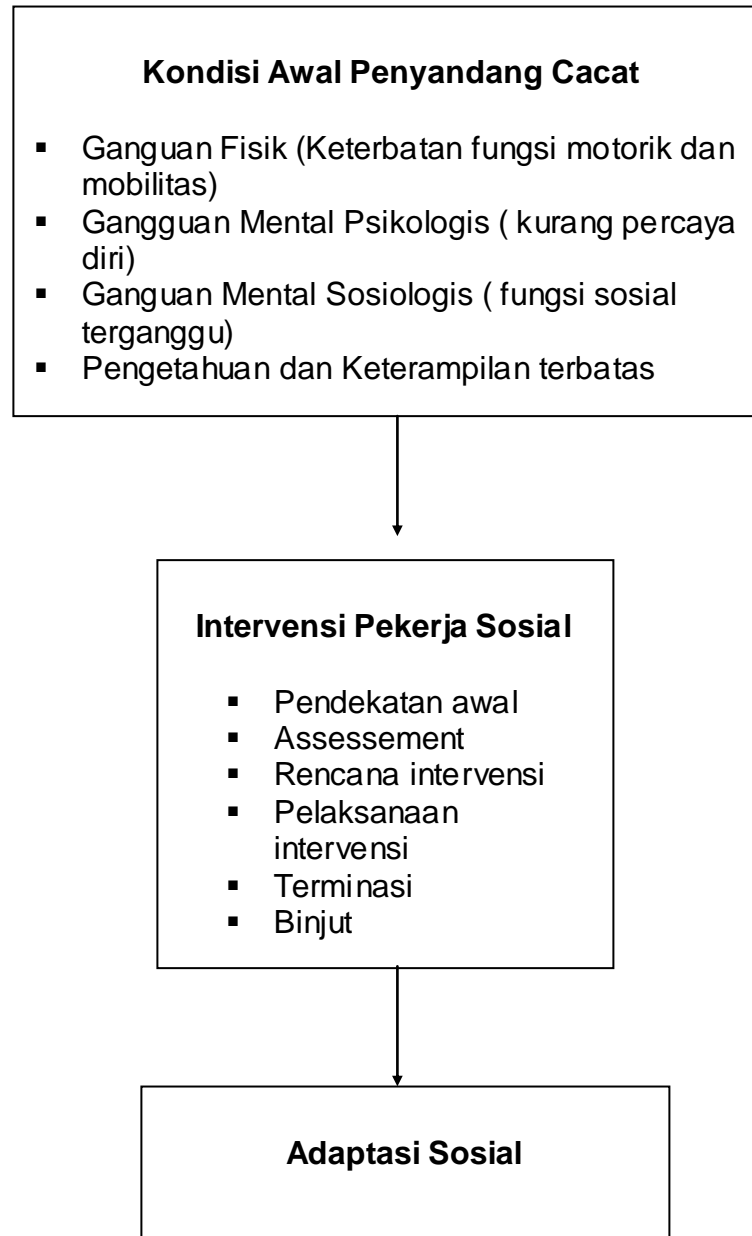 Kondisi Awal Penyandang Cacat
▪ Ganguan Fisik (Keterbatan fungsi motorik dan
mobilitas)
▪ Gangguan Mental Psikologis ( kurang percaya
diri)
▪ Ganguan Mental Sosiologis ( fungsi sosial
terganggu)
▪ Pengetahuan dan Keterampilan terbatas
Intervensi Pekerja Sosial
▪ Pendekatan awal
▪ Assessement
▪ Rencana intervensi
▪ Pelaksanaan
intervensi
▪ Terminasi
▪ Binjut
Adaptasi Sosial